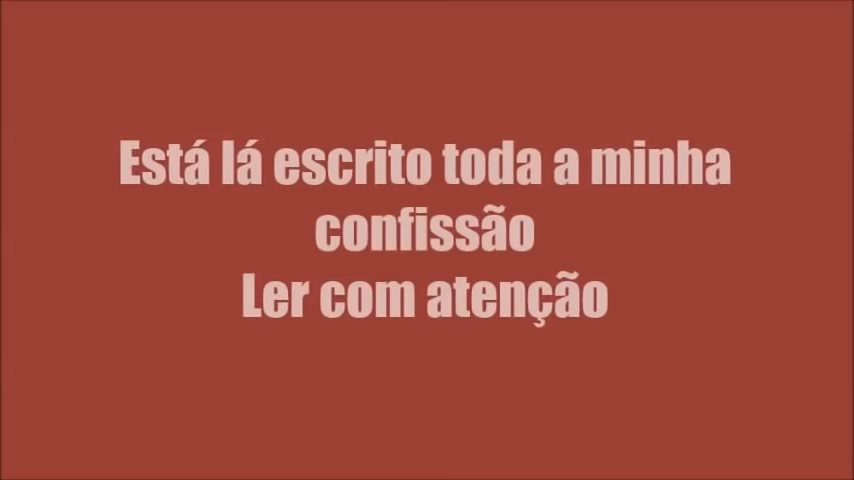 Está lá escrito toda a minha
confissão
Ler com atenção